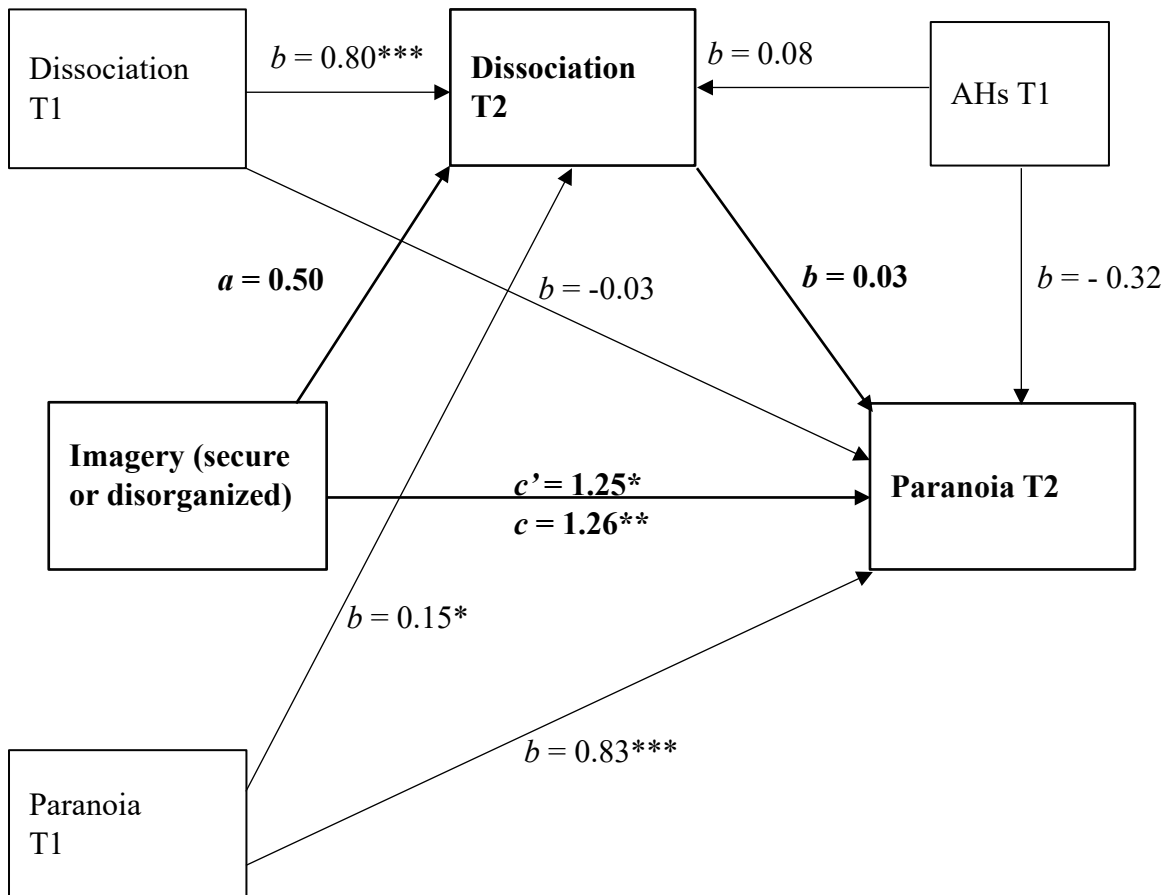 b = 0.80***
b = 0.08
Dissociation
T1
Dissociation
T2
AHs T1
a = 0.50
b = -0.03
b = 0.03
b = - 0.32
Imagery (secure
or disorganized)
c’ = 1.25*
c = 1.26**
Paranoia T2
b = 0.15*
b = 0.83***
Paranoia
T1